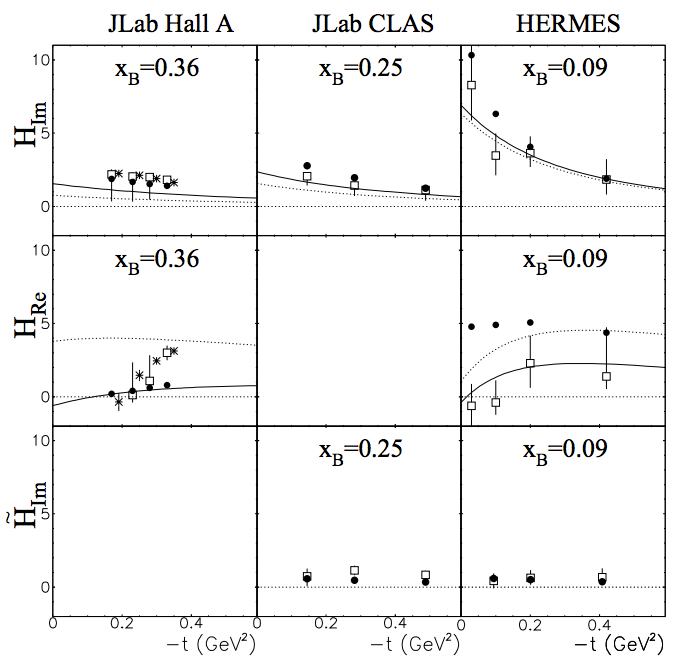 JLab Hall A JLab CLAS HERMES
10 x_B=0.36 x_B=0.25 x_B=0.09
H_Im
5
0
10 x_B=0.36 x_B=0.09
H_Re
5
0
10 x_B=0.25 x_B=0.09
H̃_Im
5
0
0 0.2 0.4 0 0.2 0.4 0 0.2 0.4
−t (GeV²) −t (GeV²) −t (GeV²)